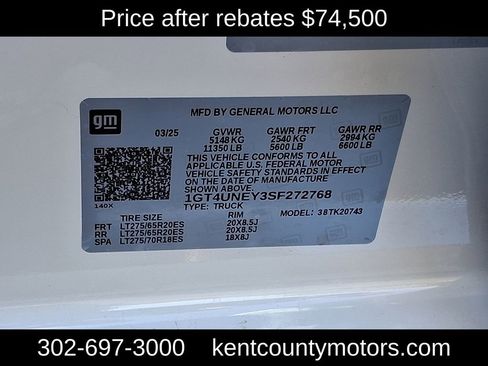 Price after rebates $74,500
gm
MFD BY GENERAL MOTORS LLC
03/25 GVWR GAWR FRT GAWR RR
5148 KG 2540 KG 2994 KG
11350 LB 5600 LB 6600 LB
THIS VEHICLE CONFORMS TO ALL
APPLICABLE U.S. FEDERAL MOTOR
VEHICLE SAFETY STANDARDS IN
EFFECT ON THE DATE OF
MANUFACTURE SHOWN ABOVE.
1GT4UNEY3SF272768
140X TYPE: TRUCK MODEL: 38TK20743
TIRE SIZE RIM
FRT LT275/65R20ES 20X8.5J
RR LT275/65R20ES 20X8.5J
SPA LT275/70R18ES 18X8J
302-697-3000 kentcountymotors.com